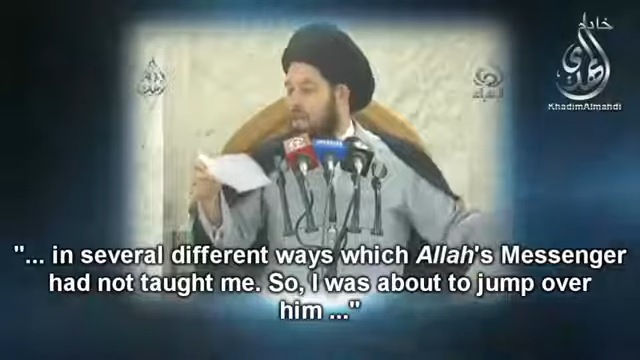 خادم
المهدي
KhadimAlmahdi
"... in several different ways which Allah's Messenger
had not taught me. So, I was about to jump over
him ..."